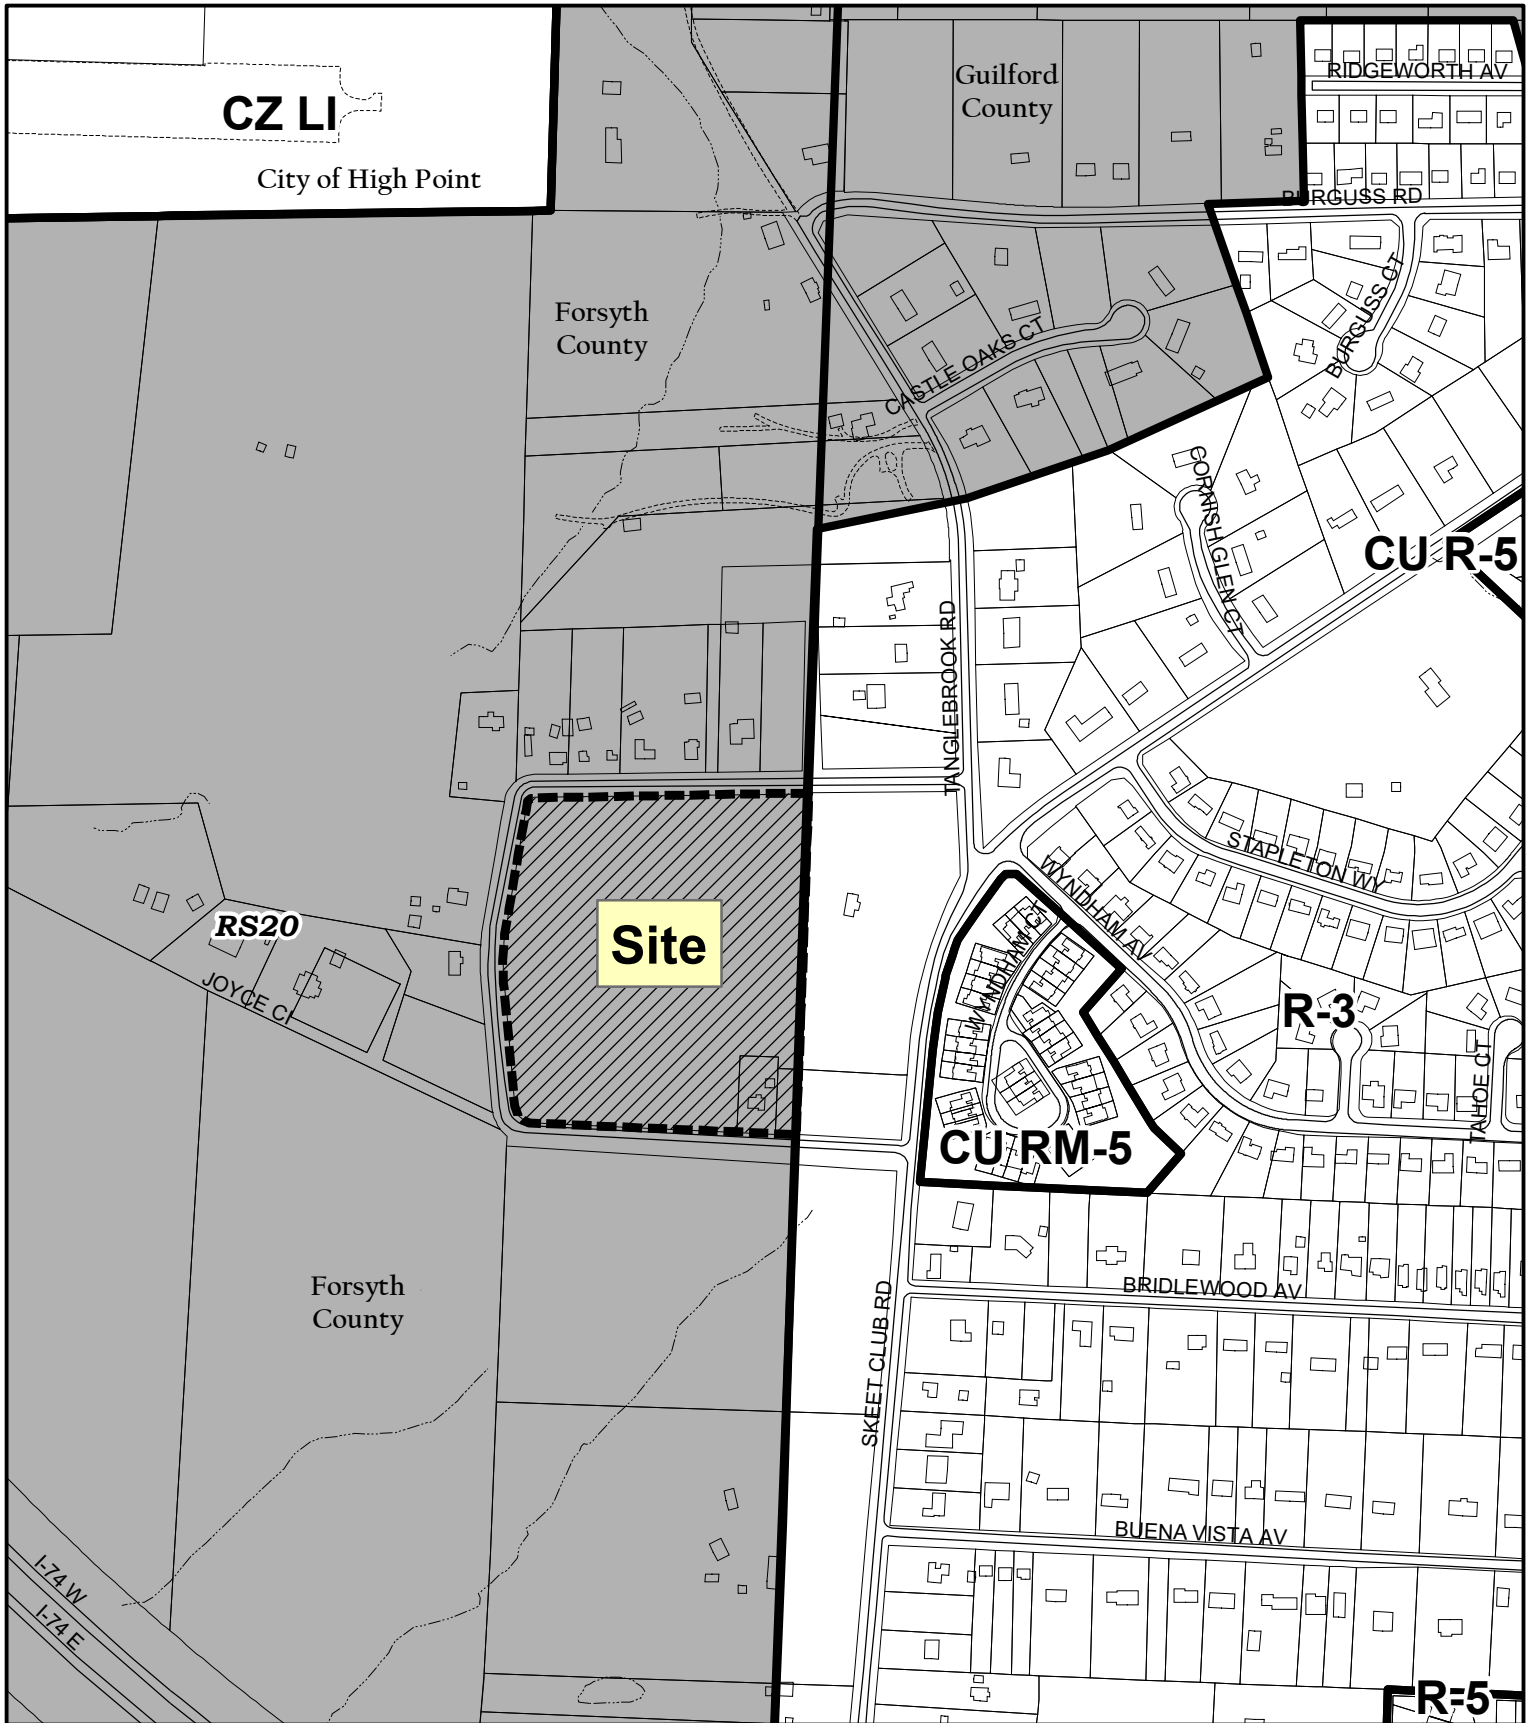 Guilford
County
RIDGEWORTH AV
CZ LI
City of High Point
BURGUSS RD
BURGUSS CT
Forsyth
County
CASTLE OAKS CT
CORNISH GLEN CT
CU R-5
TANGLEBROOK RD
STAPLETON WY
WYNDHAM AV
RS20
Site
WYNDHAM CT
JOYCE CI
R-3
TAHOE CT
CU RM-5
Forsyth
County
BRIDLEWOOD AV
SKEET CLUB RD
BUENA VISTA AV
I-74 W
I-74 E
R-5